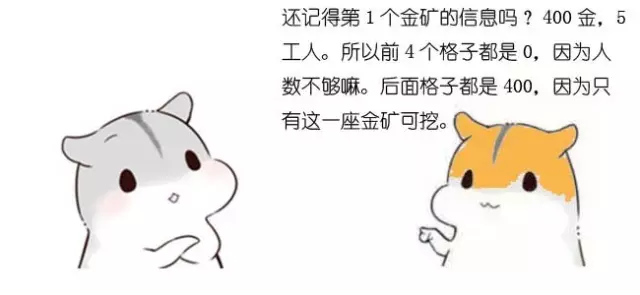 还记得第 1 个金矿的信息吗？400 金，5
工人。所以前 4 个格子都是 0，因为人
数不够嘛。后面格子都是 400，因为只
有这一座金矿可挖。